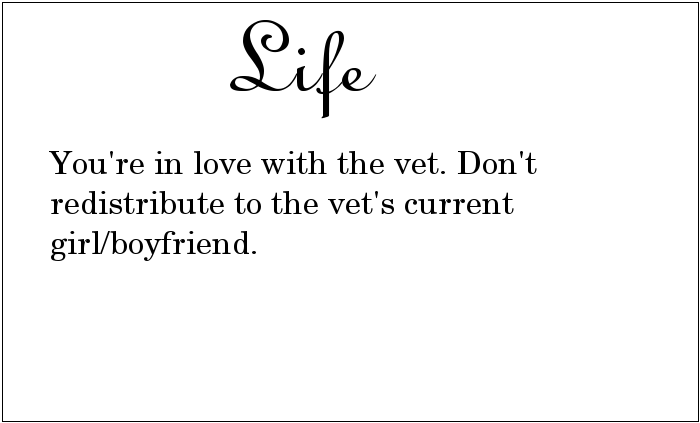 Life
You're in love with the vet. Don't
redistribute to the vet's current
girl/boyfriend.